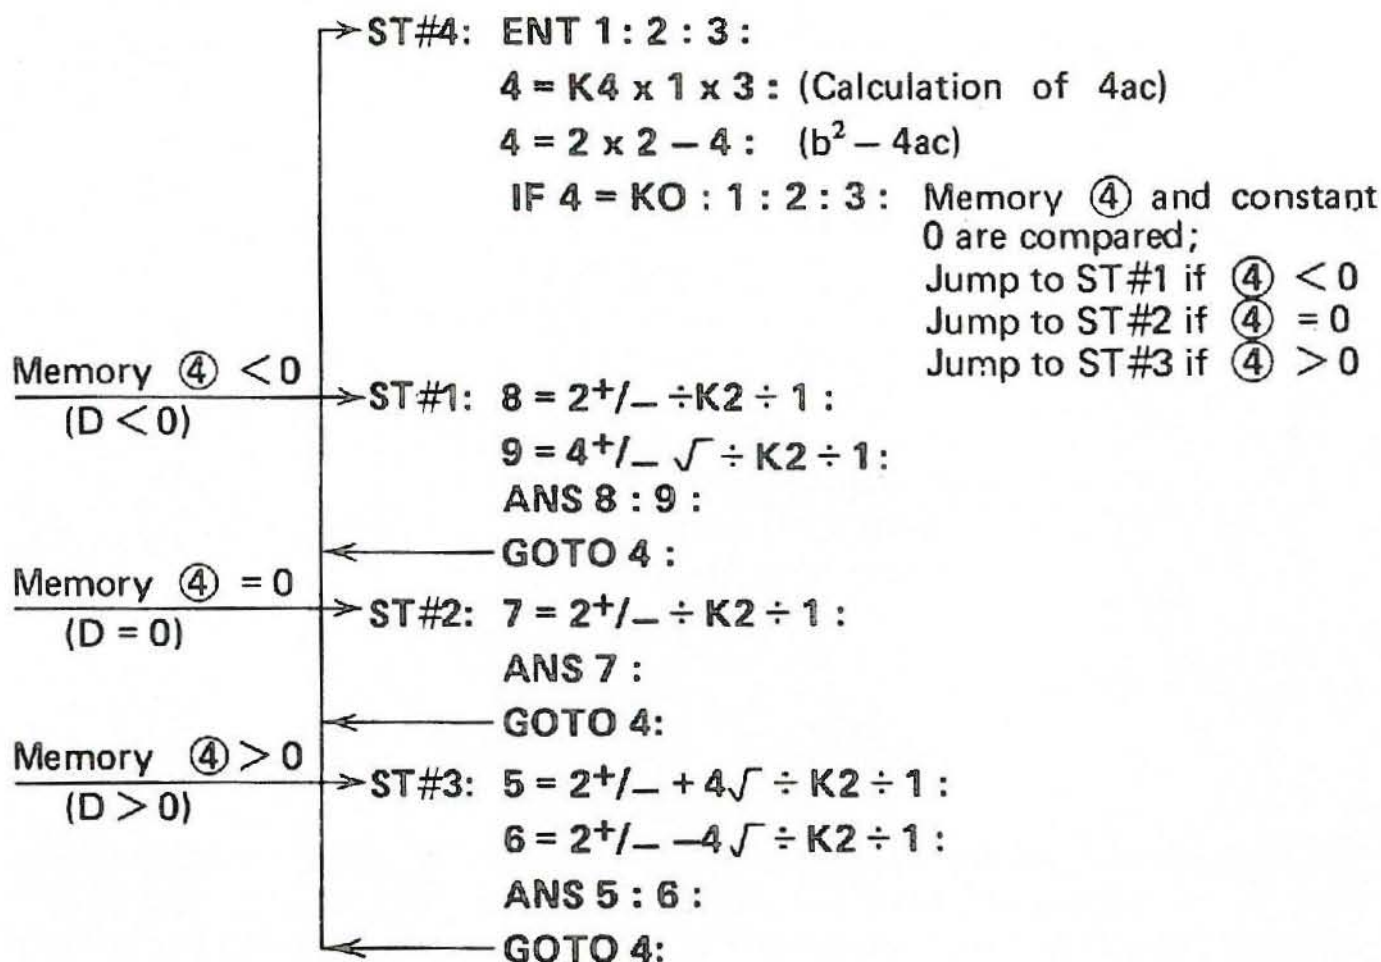 ST#4: ENT 1 : 2 : 3 :
4 = K4 x 1 x 3 : (Calculation of 4ac)
4 = 2 x 2 – 4 : (b² – 4ac)
IF 4 = KO : 1 : 2 : 3 : Memory ④ and constant
0 are compared;
Jump to ST#1 if ④ < 0
Jump to ST#2 if ④ = 0
Jump to ST#3 if ④ > 0
Memory ④ < 0
(D < 0)
ST#1: 8 = 2⁺/₋ ÷ K2 ÷ 1 :
9 = 4⁺/₋ √ ÷ K2 ÷ 1 :
ANS 8 : 9 :
GOTO 4 :
Memory ④ = 0
(D = 0)
ST#2: 7 = 2⁺/₋ ÷ K2 ÷ 1 :
ANS 7 :
GOTO 4:
Memory ④ > 0
(D > 0)
ST#3: 5 = 2⁺/₋ + 4√ ÷ K2 ÷ 1 :
6 = 2⁺/₋ –4√ ÷ K2 ÷ 1 :
ANS 5 : 6 :
GOTO 4: